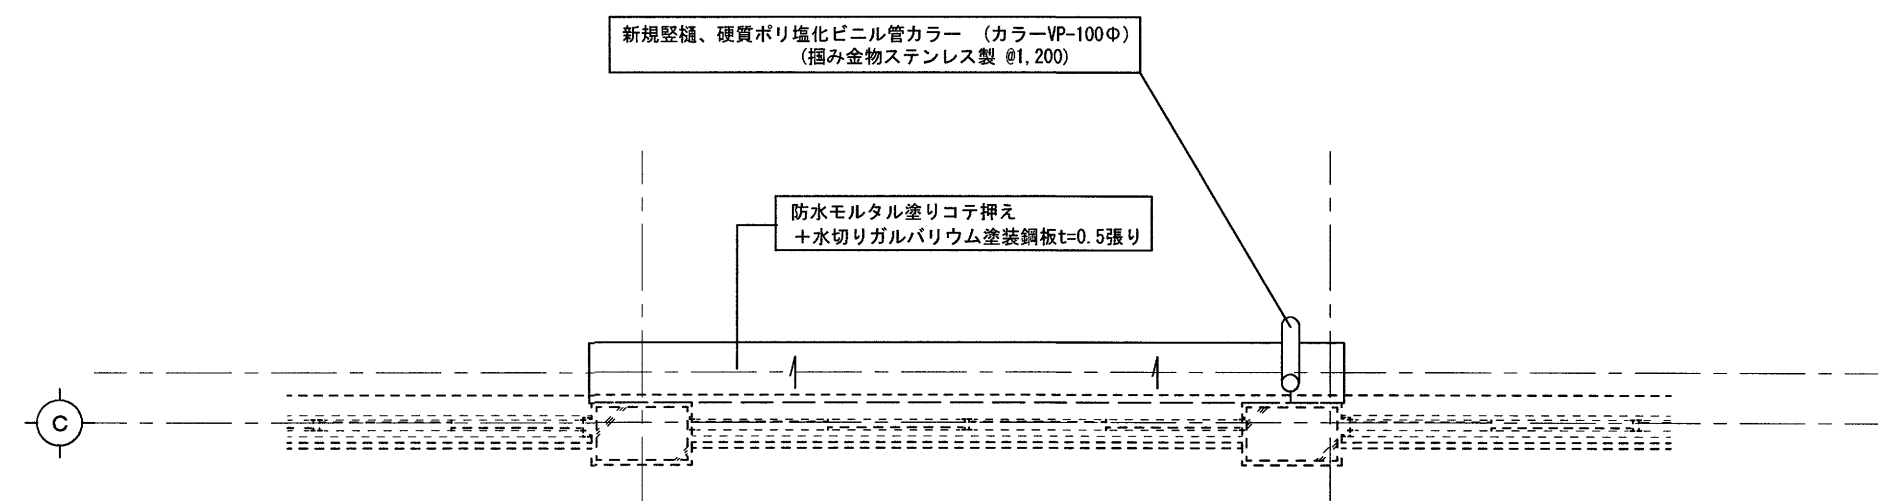 新規竪樋、硬質ポリ塩化ビニル管カラー （カラーVP-100Φ）
(掴み金物ステンレス製 @1,200)
防水モルタル塗りコテ押え
＋水切りガルバリウム塗装鋼板t=0.5張り
C